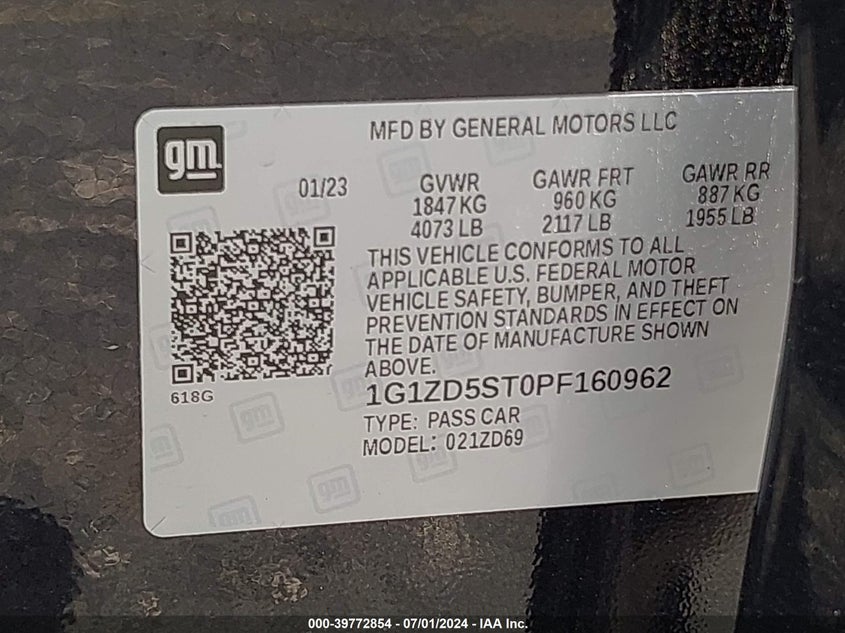 gm
MFD BY GENERAL MOTORS LLC
01/23
GVWR
1847 KG
4073 LB
GAWR FRT
960 KG
2117 LB
GAWR RR
887 KG
1955 LB
THIS VEHICLE CONFORMS TO ALL
APPLICABLE U.S. FEDERAL MOTOR
VEHICLE SAFETY, BUMPER, AND THEFT
PREVENTION STANDARDS IN EFFECT ON
THE DATE OF MANUFACTURE SHOWN
ABOVE.
618G
1G1ZD5ST0PF160962
TYPE: PASS CAR
MODEL: 021ZD69
000-39772854 - 07/01/2024 - IAA Inc.